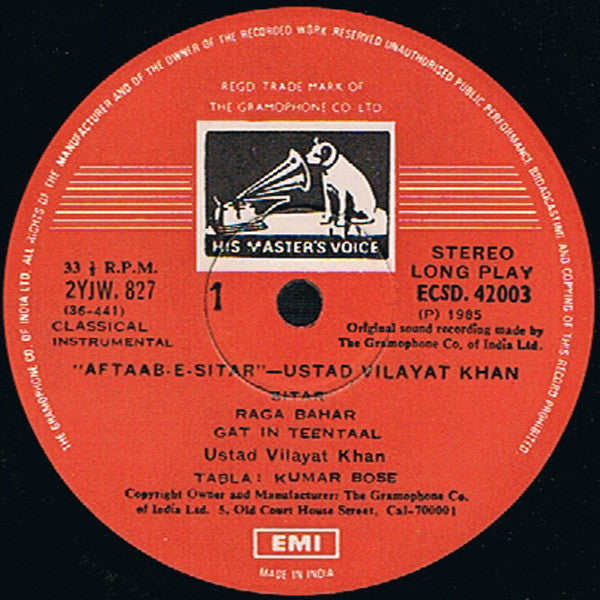 THE GRAMOPHONE CO. OF INDIA LTD. ALL RIGHTS OF THE MANUFACTURER AND OF THE OWNER OF THE RECORDED WORK RESERVED UNAUTHORISED PUBLIC PERFORMANCE BROADCASTING AND COPYING OF THIS RECORD PROHIBITED.
REGD. TRADE MARK OF
THE GRAMOPHONE CO. LTD.
HIS MASTER'S VOICE
33 ⅓ R.P.M.
2YJW. 827
(36-441)
CLASSICAL
INSTRUMENTAL
1
STEREO
LONG PLAY
ECSD. 42003
(P) 1985
Original sound recording made by
The Gramophone Co. of India Ltd.
"AFTAAB-E-SITAR"—USTAD VILAYAT KHAN
SITAR
RAGA BAHAR
GAT IN TEENTAAL
Ustad Vilayat Khan
TABLA: KUMAR BOSE
Copyright Owner and Manufacturer: The Gramophone Co.
of India Ltd. 5, Old Court House Street, Cal-700001
EMI
MADE IN INDIA